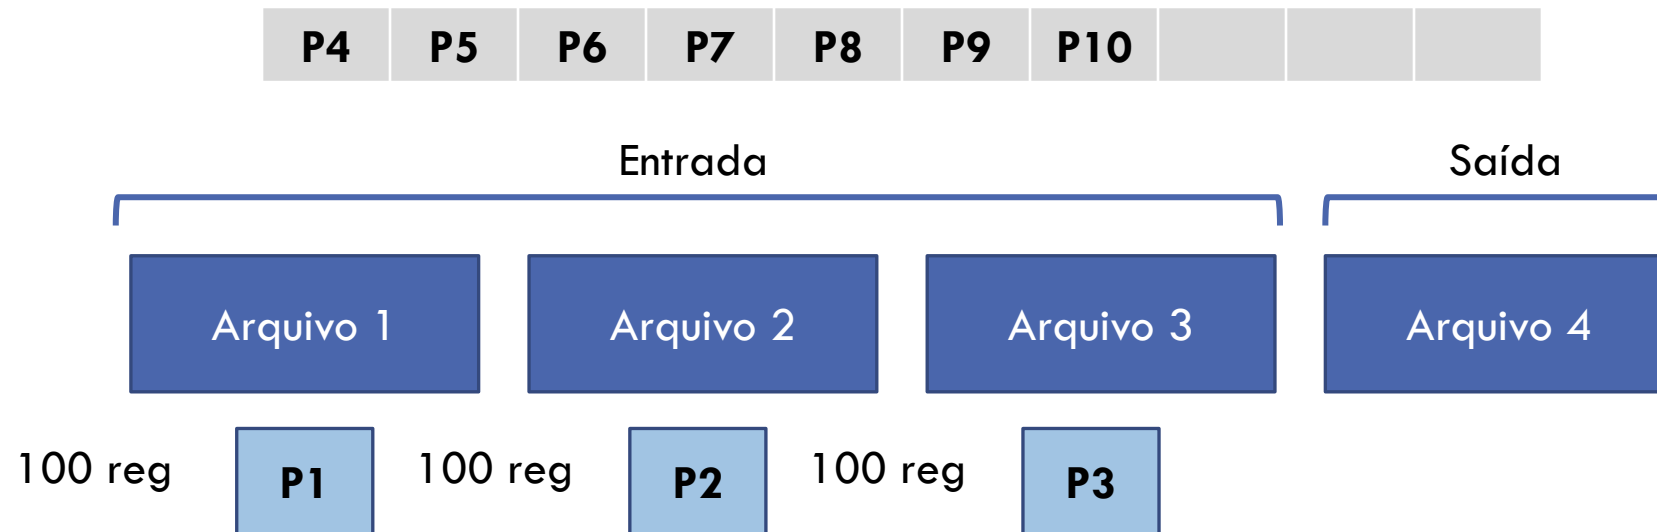 P4 P5 P6 P7 P8 P9 P10
Entrada Saída
Arquivo 1 Arquivo 2 Arquivo 3 Arquivo 4
100 reg P1 100 reg P2 100 reg P3